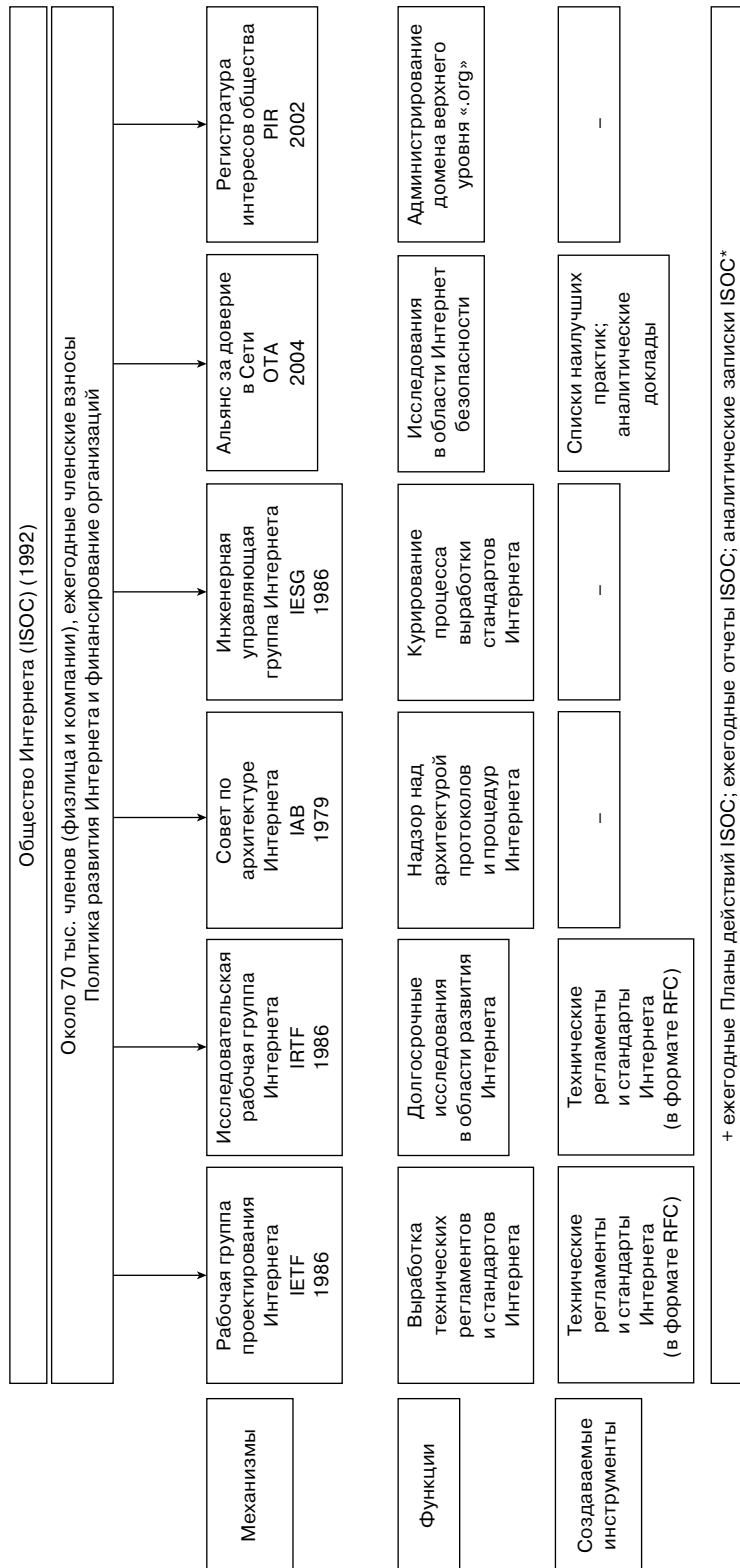 Общество Интернета (ISOC) (1992)
Около 70 тыс. членов (физлица и компании), ежегодные членские взносы
Политика развития Интернета и финансирование организаций
Механизмы
Рабочая группа
проектирования
Интернета
IETF
1986
Исследовательская
рабочая группа
Интернета
IRTF
1986
Совет по
архитектуре
Интернета
IAB
1979
Инженерная
управляющая
группа Интернета
IESG
1986
Альянс за доверие
в Сети
OTA
2004
Регистратура
интересов общества
PIR
2002
Функции
Выработка
технических
регламентов
и стандартов
Интернета
Долгосрочные
исследования
в области развития
Интернета
Надзор над
архитектурой
протоколов
и процедур
Интернета
Курирование
процесса
выработки
стандартов
Интернета
Исследования
в области Интернет
безопасности
Администрирование
домена верхнего
уровня «.org»
Создаваемые
инструменты
Технические
регламенты
и стандарты
Интернета
(в формате RFC)
Технические
регламенты
и стандарты
Интернета
(в формате RFC)
–
–
Списки наилучших
практик;
аналитические
доклады
–
+ ежегодные Планы действий ISOC; ежегодные отчеты ISOC; аналитические записки ISOC*